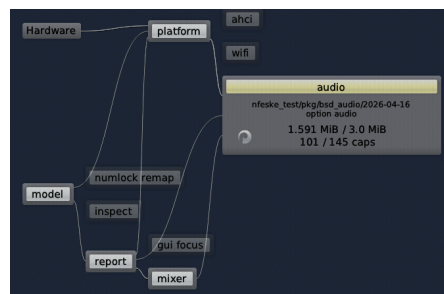 ahci
Hardware
platform
wifi
audio
nfeske_test/pkg/bsd_audio/2026-04-16
option audio
1.591 MiB / 3.0 MiB
101 / 145 caps
numlock remap
model
inspect
gui focus
report
mixer